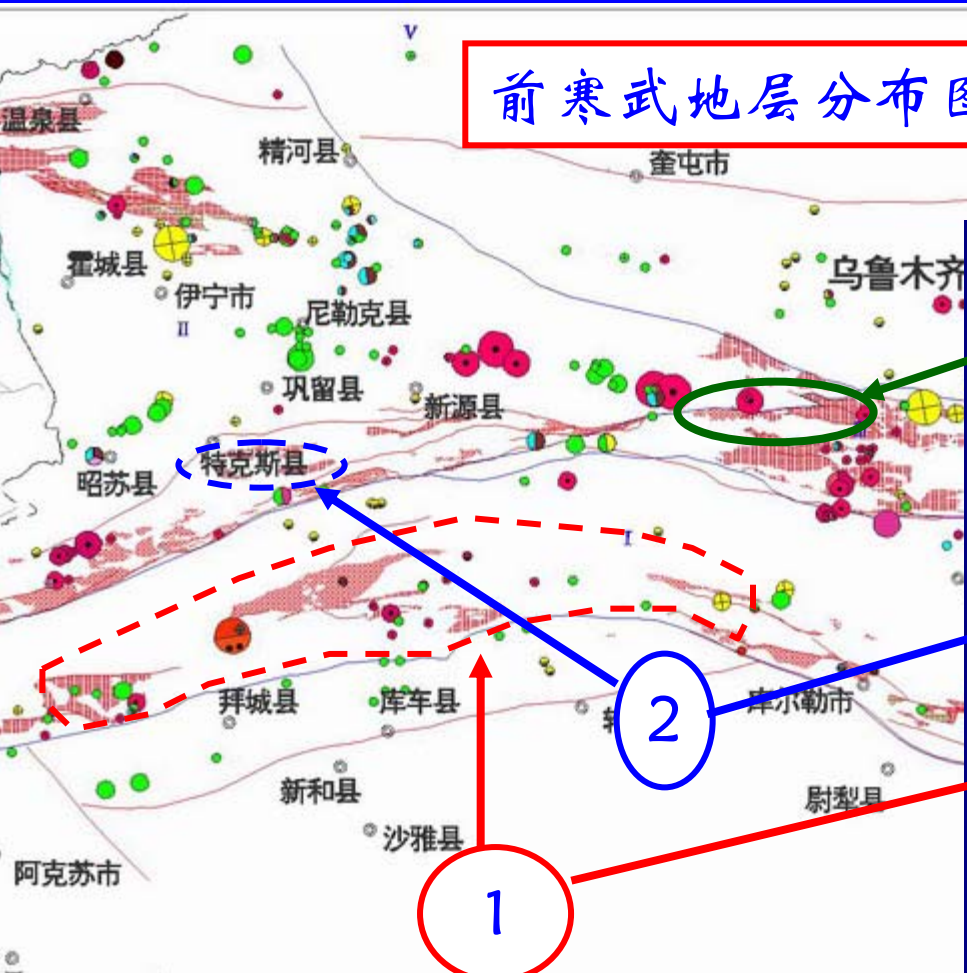 V
前寒武地层分布
温泉县
精河县
奎屯市
霍城县
伊宁市
乌鲁木齐
II
尼勒克县
巩留县
新源县
特克斯县
昭苏县
I
拜城县
库车县
2
库尔勒市
新和县
尉犁县
沙雅县
阿克苏市
1